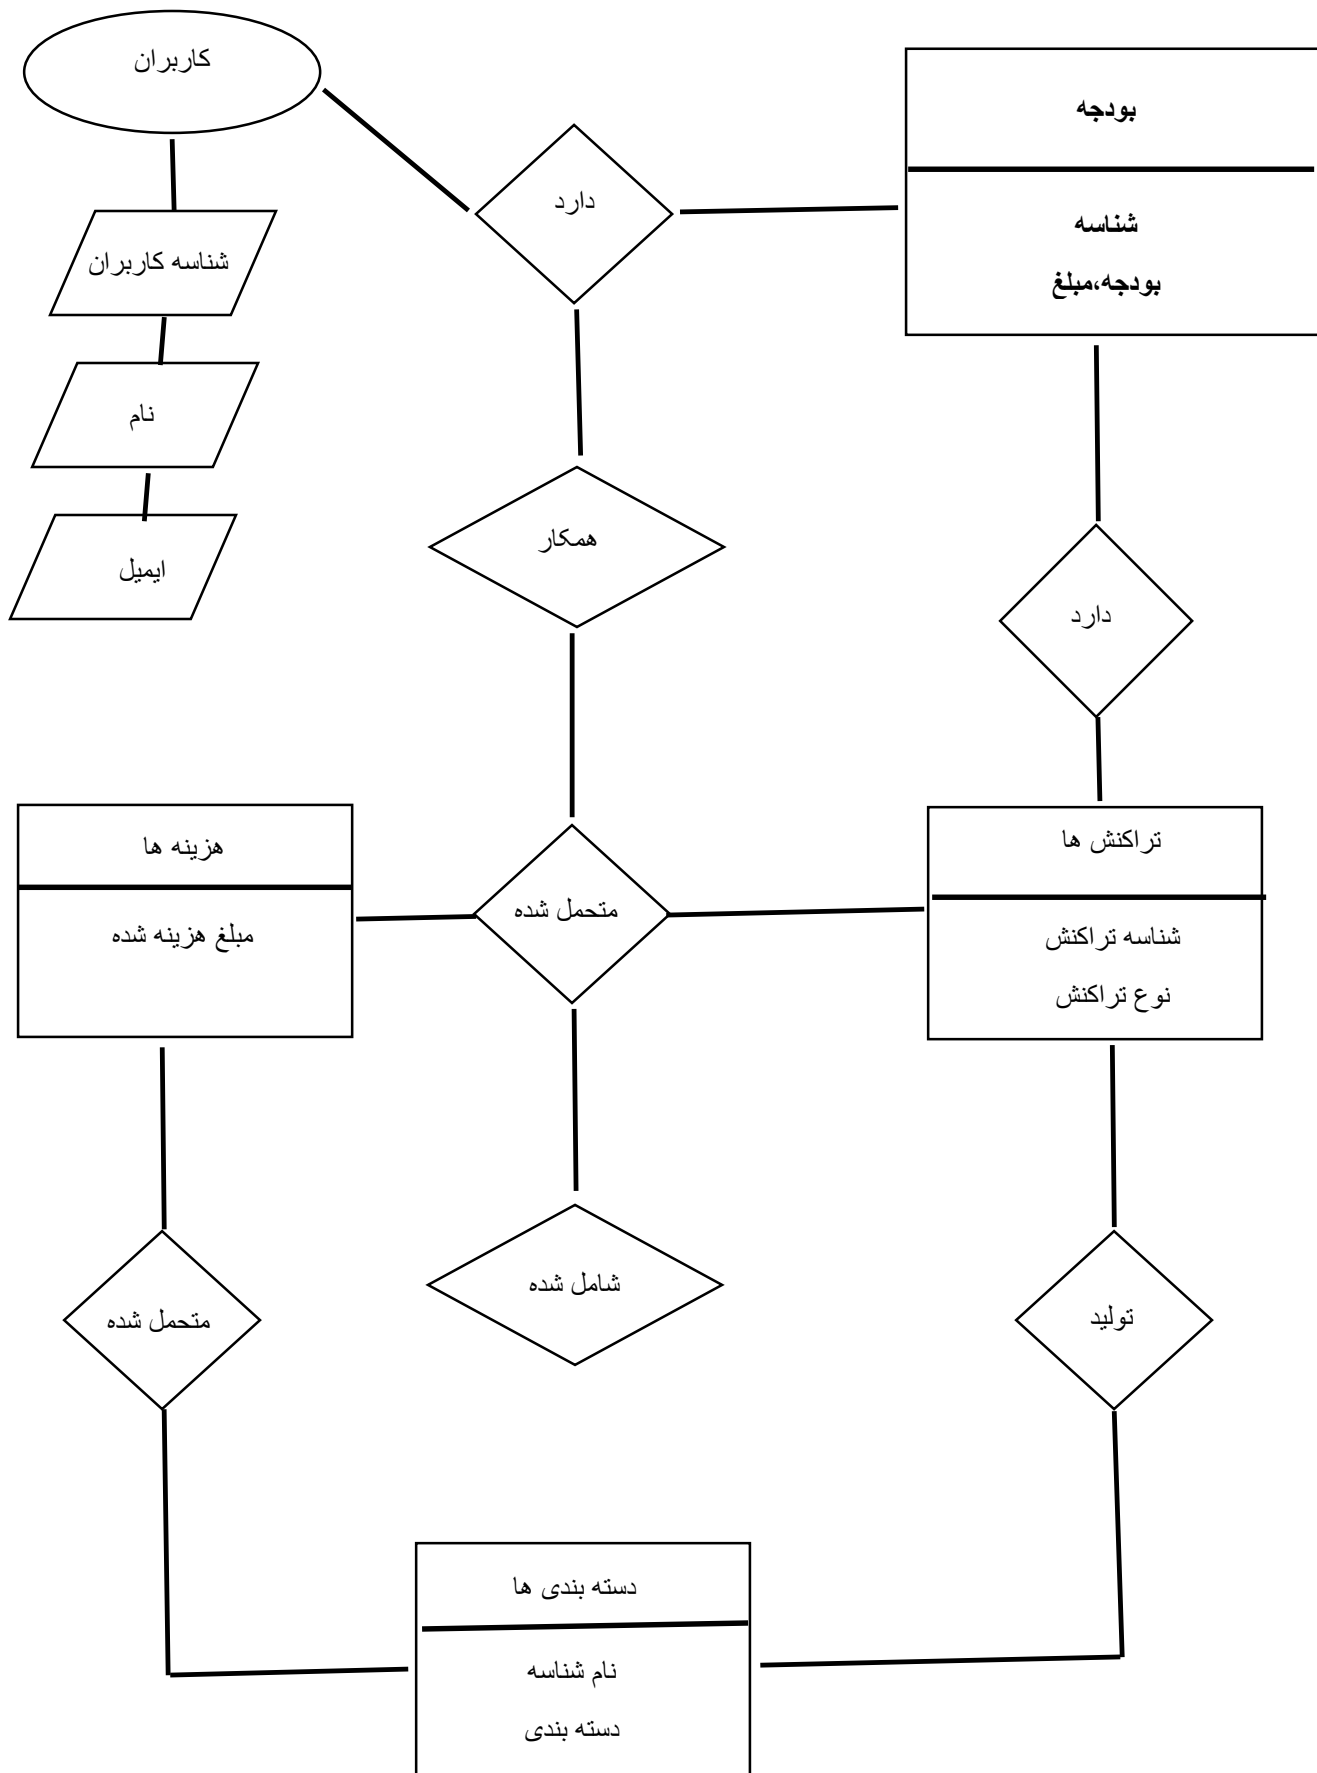 کاربران
بودجه
دارد
شناسه
بودجه،مبلغ
شناسه کاربران
نام
همکار
ایمیل
دارد
هزینه ها
تراکنش ها
متحمل شده
مبلغ هزینه شده
شناسه تراکنش
نوع تراکنش
شامل شده
متحمل شده
تولید
دسته بندی ها
نام شناسه
دسته بندی